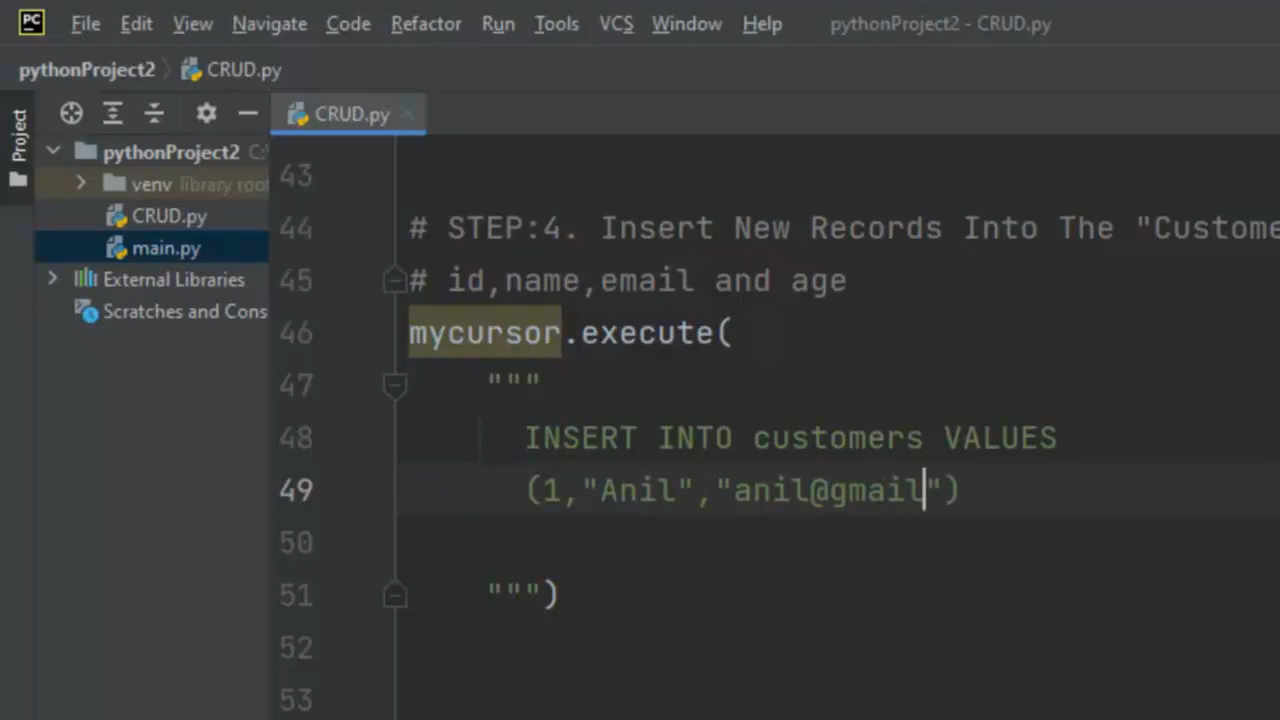 PC File Edit View Navigate Code Refactor Run Tools VCS Window Help pythonProject2 - CRUD.py
pythonProject2 CRUD.py
Project
CRUD.py
pythonProject2 C:
venv library root
CRUD.py
main.py
External Libraries
Scratches and Cons
43
44 # STEP:4. Insert New Records Into The "Custome
45 # id,name,email and age
46 mycursor.execute(
47 """
48 INSERT INTO customers VALUES
49 (1,"Anil","anil@gmail")
50
51 """)
52
53